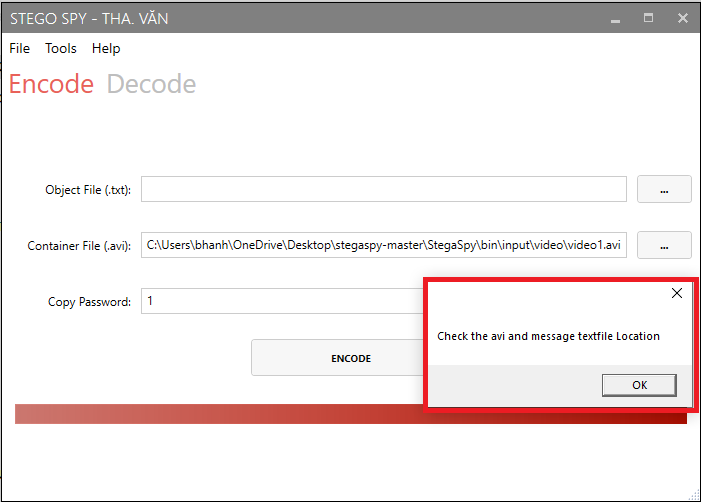 STEGO SPY - THA. VĂN
File Tools Help
Encode Decode
Object File (.txt):
...
Container File (.avi): C:\Users\bhanh\OneDrive\Desktop\stegaspy-master\StegaSpy\bin\input\video\video1.avi
...
Copy Password: 1
Check the avi and message textfile Location
ENCODE
OK